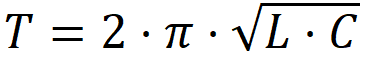 T = 2 · π · √(L · C)